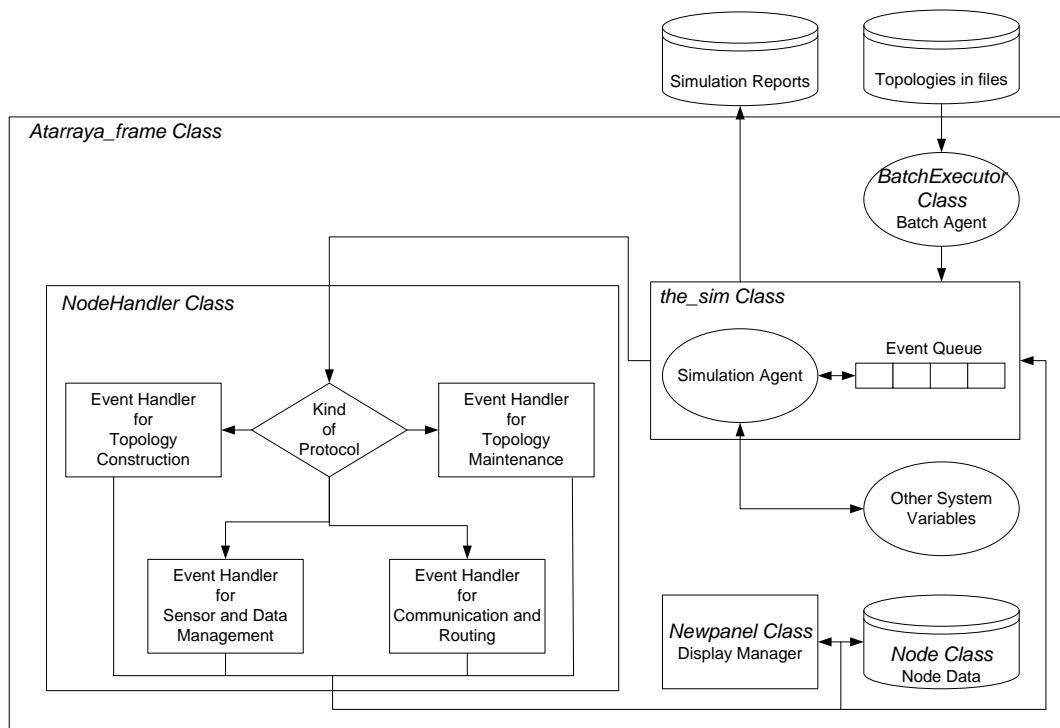 Simulation Reports
Topologies in files
Atarraya_frame Class
BatchExecutor
Class
Batch Agent
NodeHandler Class
the_sim Class
Event Queue
Simulation Agent
Event Handler
for
Topology
Construction
Kind
of
Protocol
Event Handler
for
Topology
Maintenance
Other System
Variables
Event Handler
for
Sensor and Data
Management
Event Handler
for
Communication and
Routing
Newpanel Class
Display Manager
Node Class
Node Data